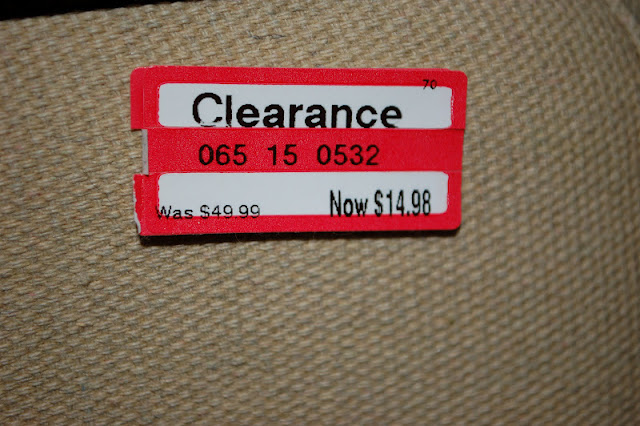 70
Clearance
065 15 0532
Was $49.99 Now $14.98